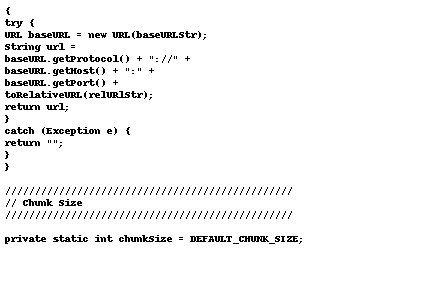 {
try {
URL baseURL = new URL(baseURLStr);
String url =
baseURL.getProtocol() + "://" +
baseURL.getHost() + ":" +
baseURL.getPort() +
toRelativeURL(relURlStr);
return url;
}
catch (Exception e) {
return "";
}
}

////////////////////////////////////////////////
// Chunk Size
////////////////////////////////////////////////

private static int chunkSize = DEFAULT_CHUNK_SIZE;